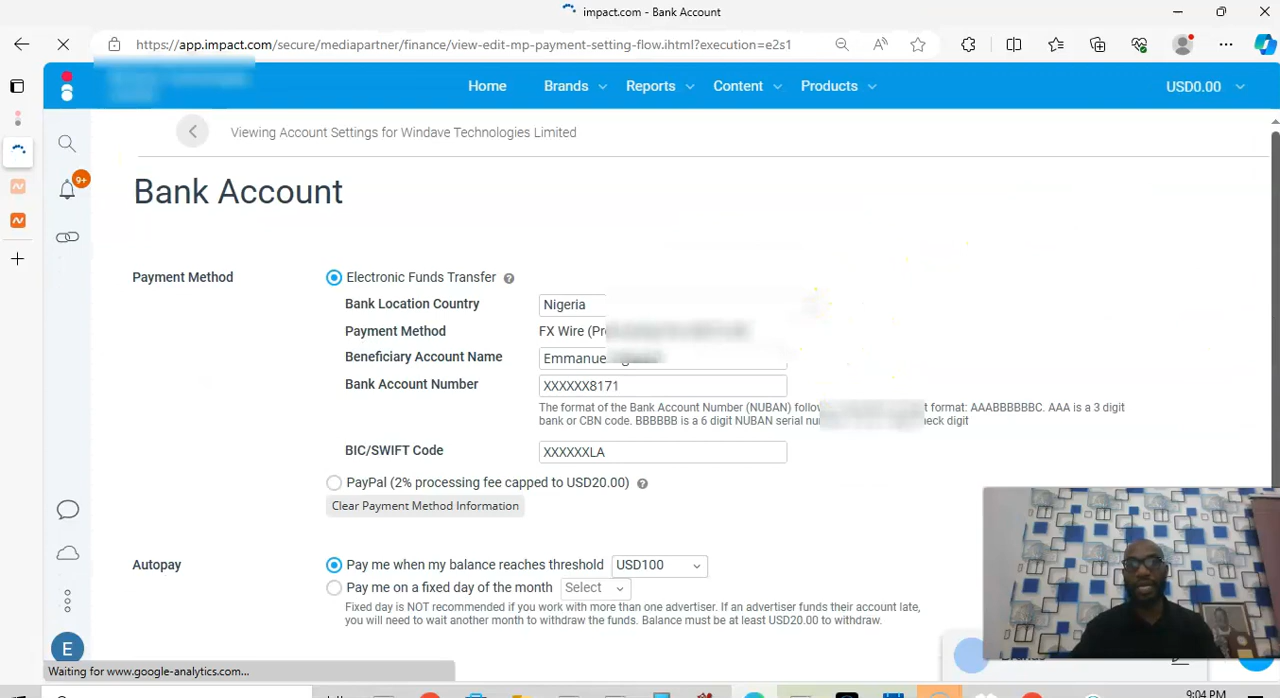 impact.com - Bank Account
https://app.impact.com/secure/mediapartner/finance/view-edit-mp-payment-setting-flow.ihtml?execution=e2s1
Home Brands Reports Content Products USD0.00
Viewing Account Settings for Windave Technologies Limited
9+
Bank Account
Payment Method
Electronic Funds Transfer ?
Bank Location Country Nigeria
Payment Method FX Wire
Beneficiary Account Name Emmanue
Bank Account Number XXXXXX8171
The format of the Bank Account Number (NUBAN) format: AAABBBBBBC. AAA is a 3 digit
bank or CBN code. BBBBBB is a 6 digit NUBAN serial digit
BIC/SWIFT Code XXXXXXLA
PayPal (2% processing fee capped to USD20.00) ?
Clear Payment Method Information
Autopay
Pay me when my balance reaches threshold USD100
Pay me on a fixed day of the month Select
Fixed day is NOT recommended if you work with more than one advertiser. If an advertiser funds their account late,
you will need to wait another month to withdraw the funds. Balance must be at least USD20.00 to withdraw.
E
Waiting for www.google-analytics.com...
9:04 PM